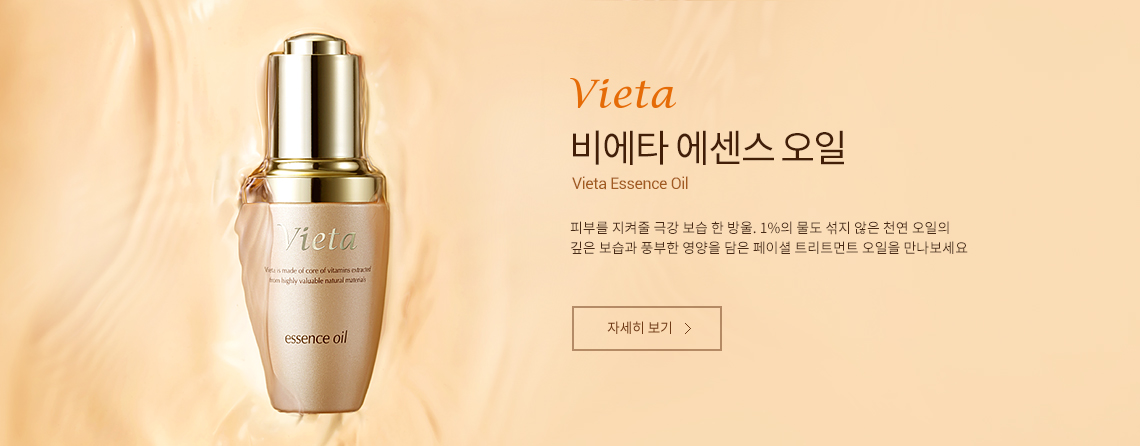 Vieta
비에타 에센스 오일
Vieta Essence Oil
피부를 지켜줄 극강 보습 한 방울. 1%의 물도 섞지 않은 천연 오일의
깊은 보습과 풍부한 영양을 담은 페이셜 트리트먼트 오일을 만나보세요
자세히 보기
Vieta
Vieta is made of core of vitamins extracted
from highly valuable natural materials
essence oil